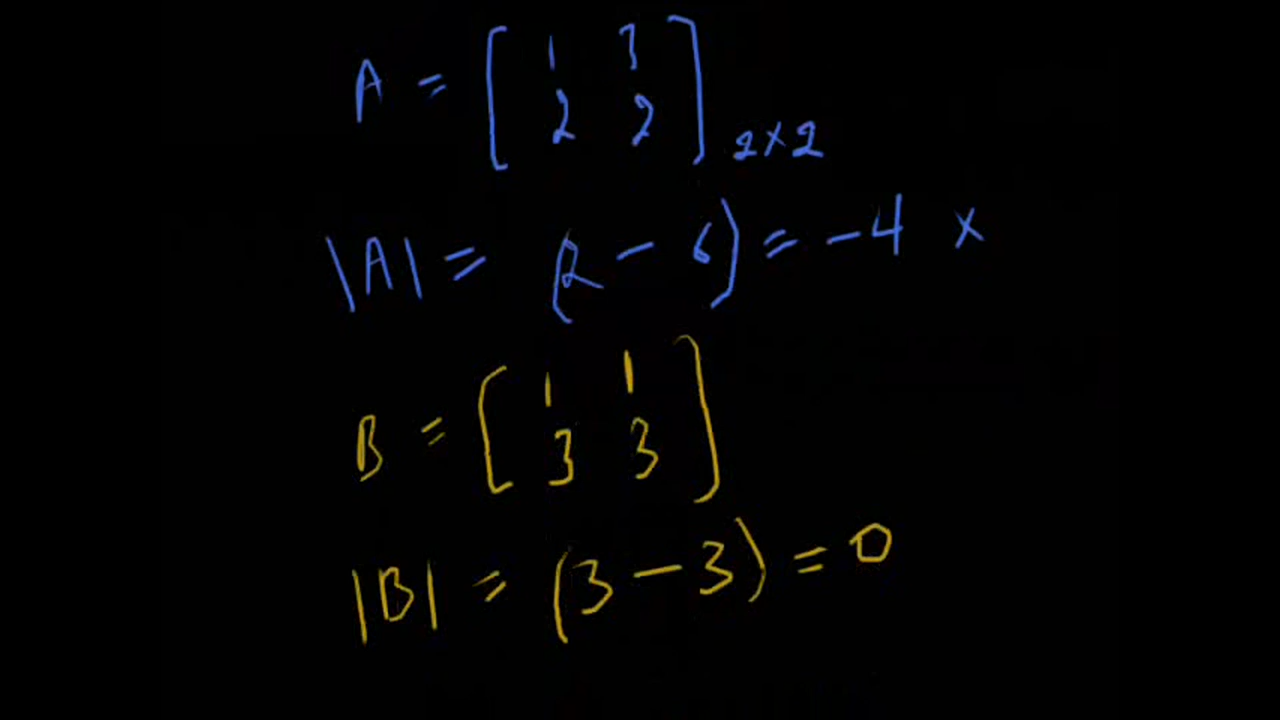 A = [ 1 3
2 2 ] 2×2
|A| = (2 - 6) = -4 ×
B = [ 1 1
3 3 ]
|B| = (3 - 3) = 0